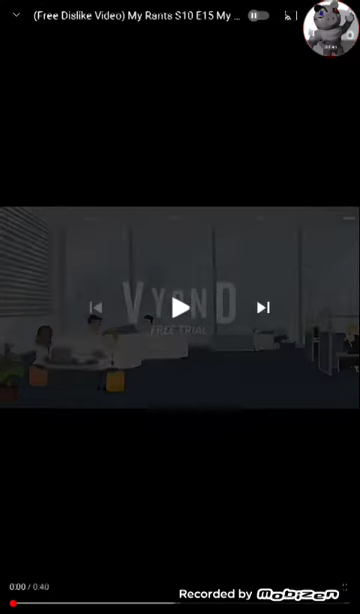 (Free Dislike Video) My Rants S10 E15 My ...
VYOND
FREE TRIAL
0:00 / 0:40
Recorded by mobizen